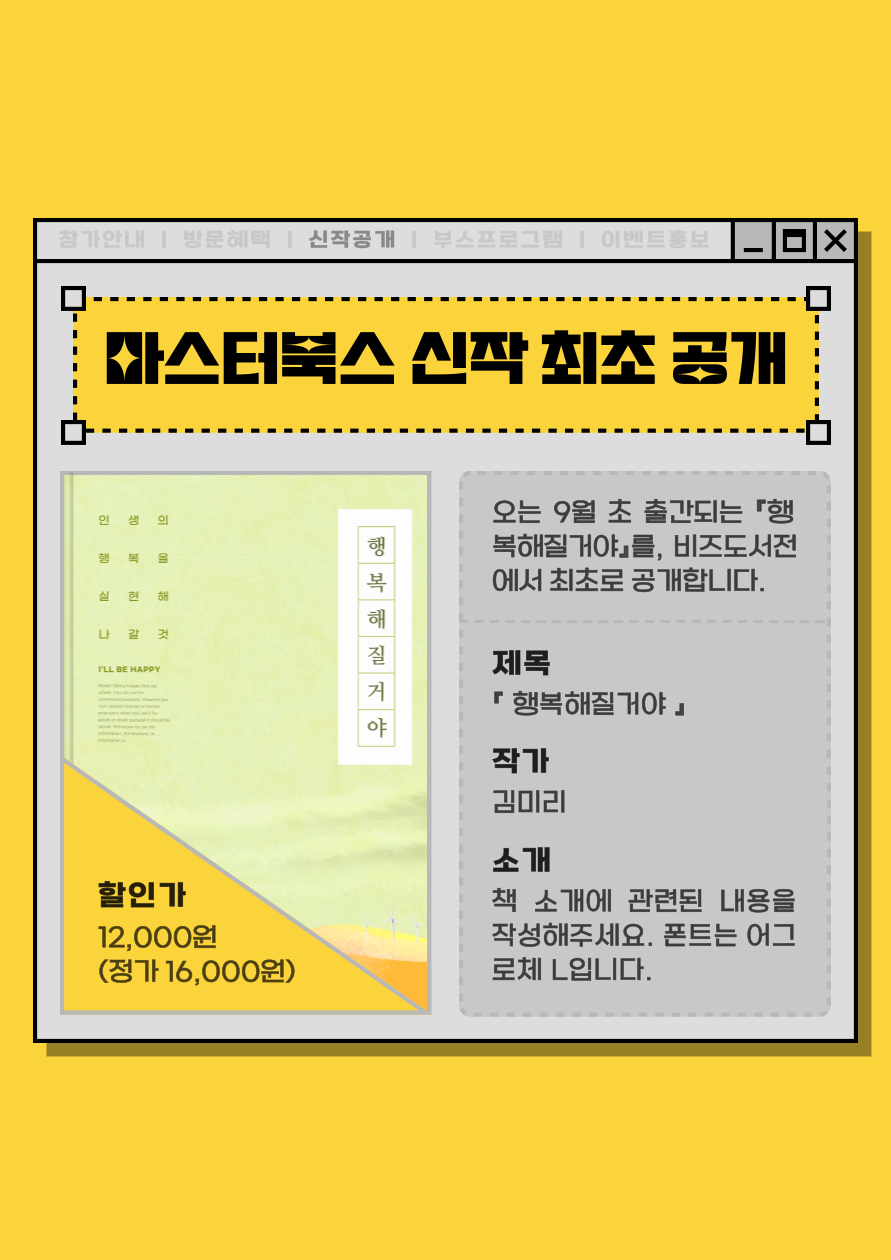 참가안내 | 방문혜택 | 신작공개 | 부스프로그램 | 이벤트홍보
마스터북스 신작 최초 공개
인 생 의
행 복 을
실 현 해
나 갈 것
I'LL BE HAPPY
행
복
해
질
거
야
할인가
12,000원
(정가 16,000원)
오는 9월 초 출간되는 『행
복해질거야』를, 비즈도서전
에서 최초로 공개합니다.
제목
『 행복해질거야 』
작가
김미리
소개
책 소개에 관련된 내용을
작성해주세요. 폰트는 어그
로체 L입니다.